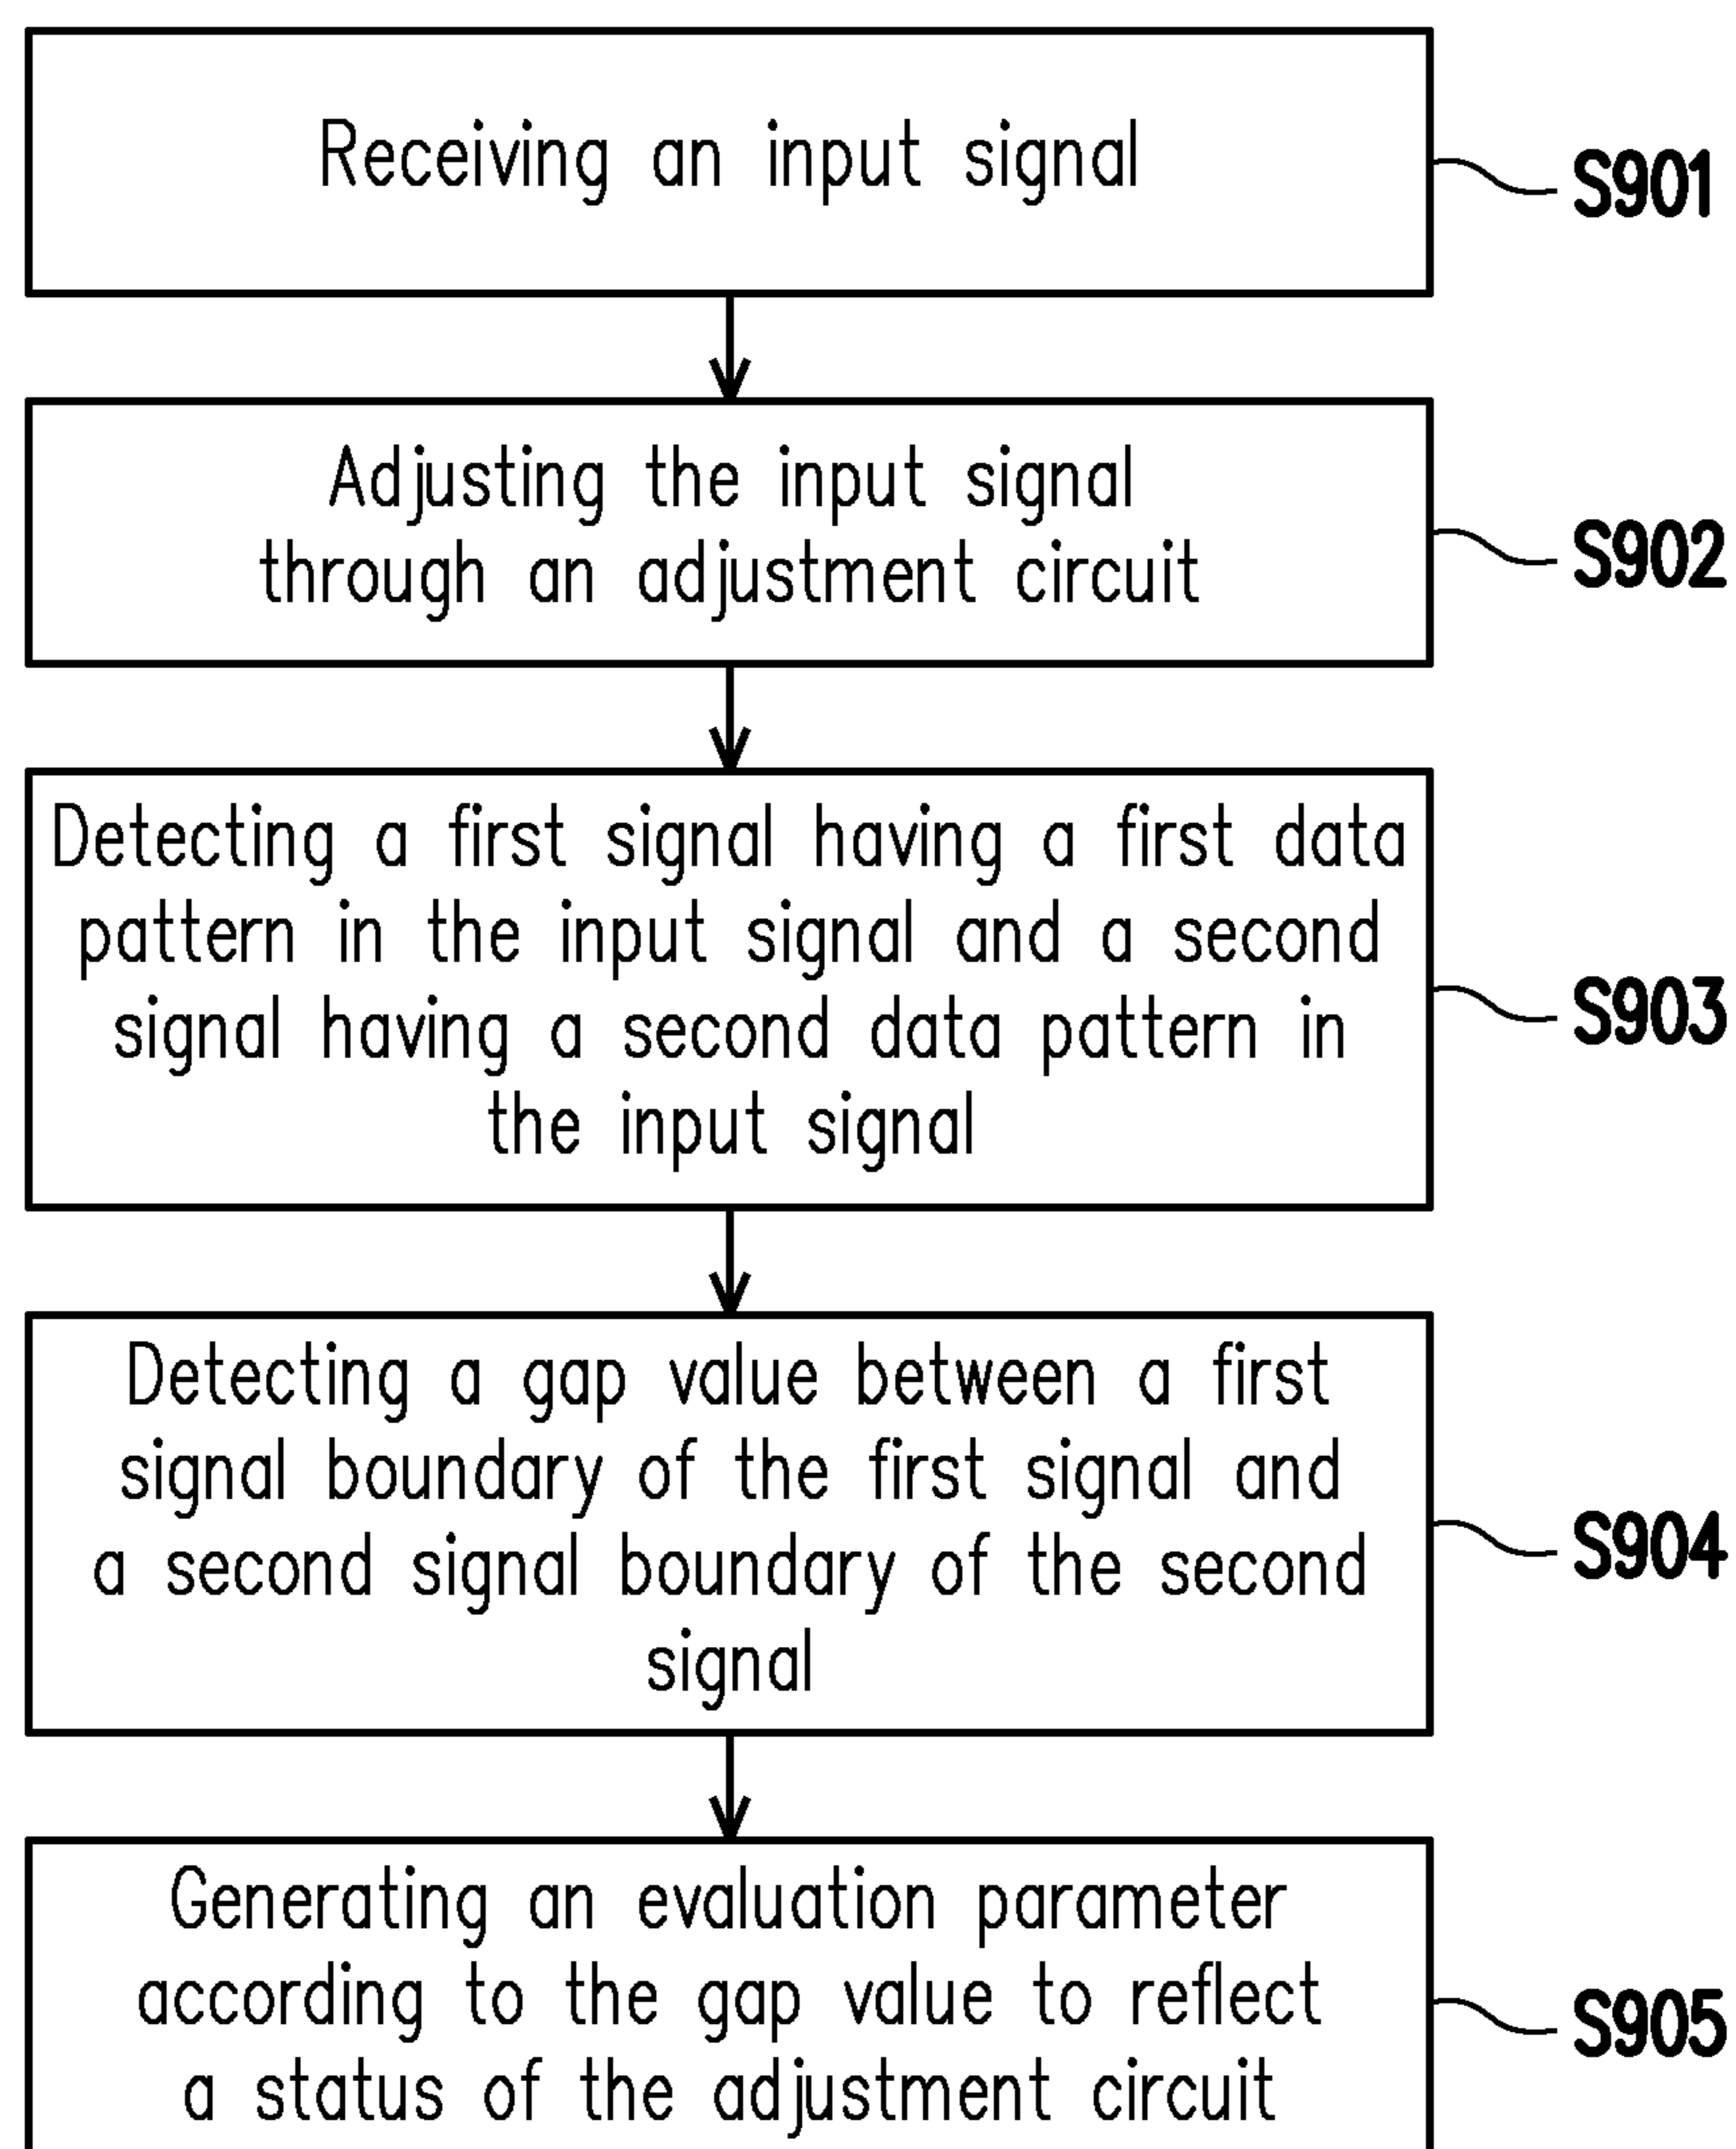 Receiving an input signal
S901
Adjusting the input signal
through an adjustment circuit
S902
Detecting a first signal having a first data
pattern in the input signal and a second
signal having a second data pattern in
the input signal
S903
Detecting a gap value between a first
signal boundary of the first signal and
a second signal boundary of the second
signal
S904
Generating an evaluation parameter
according to the gap value to reflect
a status of the adjustment circuit
S905